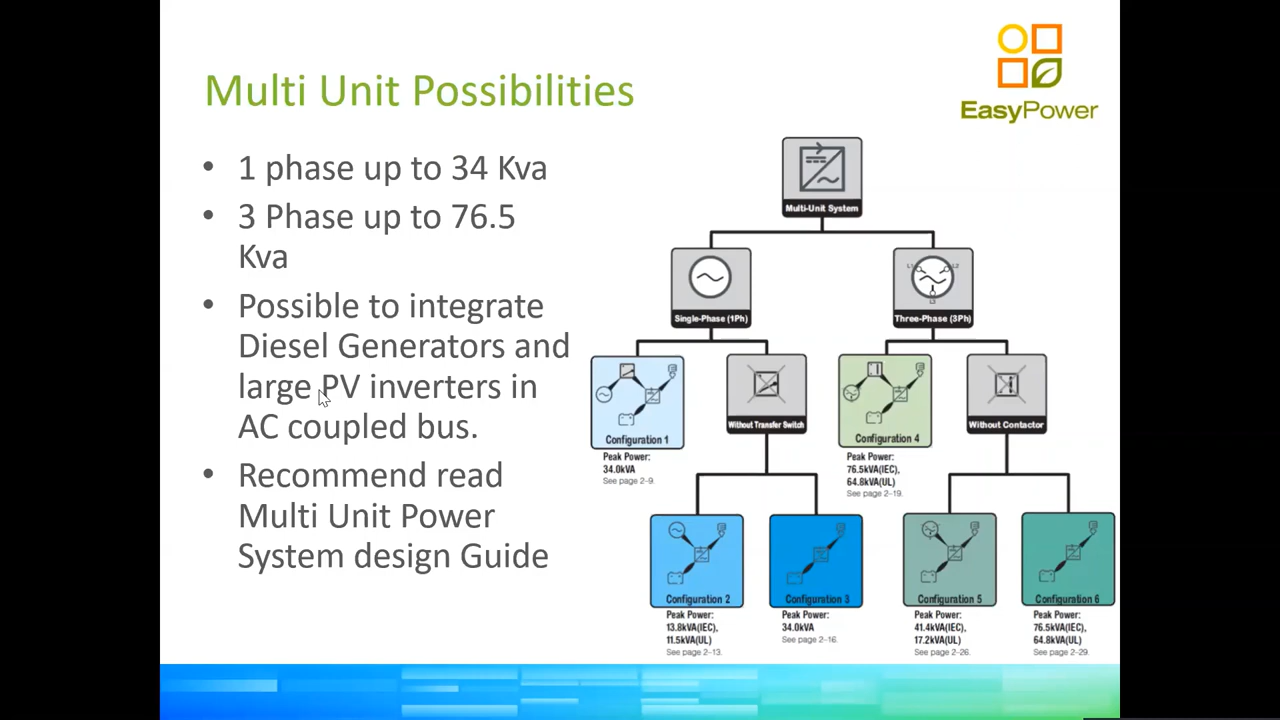 EasyPower
Multi Unit Possibilities
• 1 phase up to 34 Kva
• 3 Phase up to 76.5
Kva
• Possible to integrate
Diesel Generators and
large PV inverters in
AC coupled bus.
• Recommend read
Multi Unit Power
System design Guide
Multi-Unit System
Single-Phase (1Ph)
Three-Phase (3Ph)
L1
L2
L3
Configuration 1
Peak Power:
34.0kVA
See page 2-9.
Without Transfer Switch
Configuration 4
Peak Power:
76.5kVA(IEC),
64.8kVA(UL)
See page 2-19.
Without Contactor
Configuration 2
Peak Power:
13.8kVA(IEC),
11.5kVA(UL)
See page 2-13.
Configuration 3
Peak Power:
34.0kVA
See page 2-16.
Configuration 5
Peak Power:
41.4kVA(IEC),
17.2kVA(UL)
See page 2-26.
Configuration 6
Peak Power:
76.5kVA(IEC),
64.8kVA(UL)
See page 2-29.